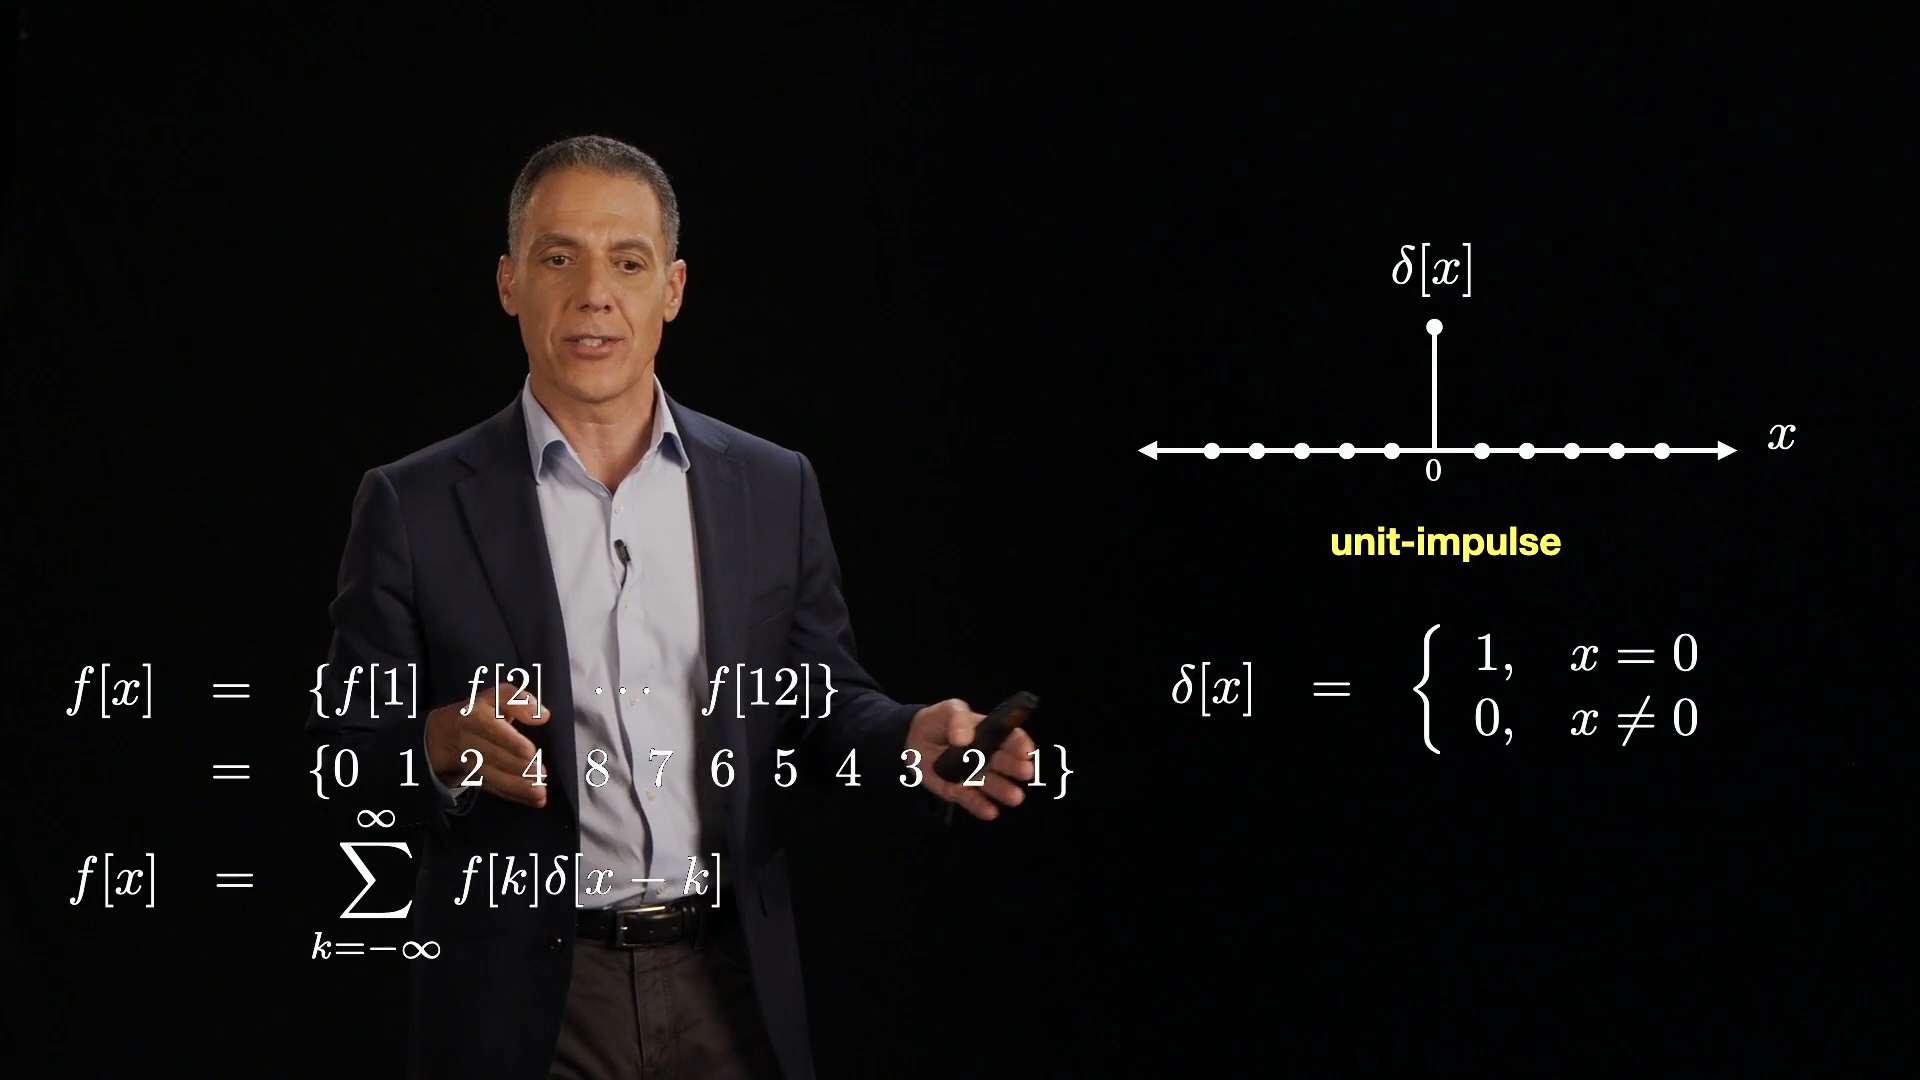 δ[x]
x
0
unit-impulse
f[x] = {f[1] f[2] ··· f[12]}
= {0 1 2 4 8 7 6 5 4 3 2 1}
f[x] = ∑_{k=−∞}^{∞} f[k]δ[x − k]
δ[x] = { 1, x = 0
0, x ≠ 0